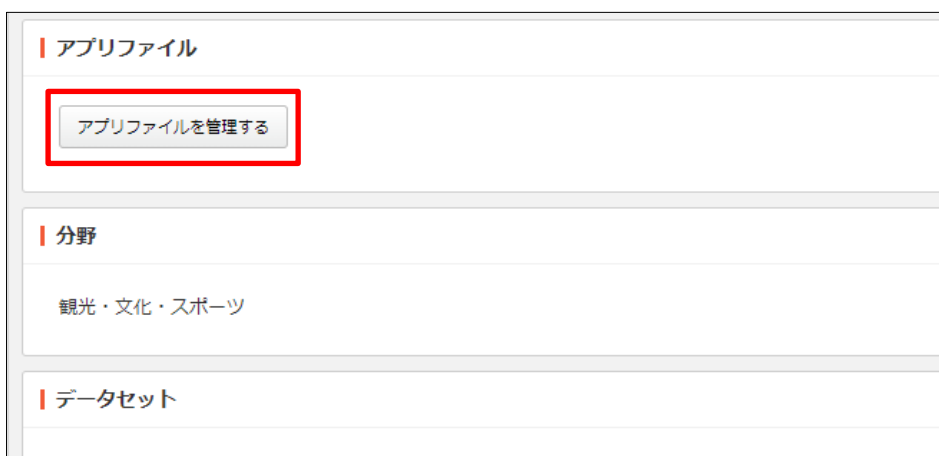 アプリファイル
アプリファイルを管理する
分野
観光・文化・スポーツ
データセット